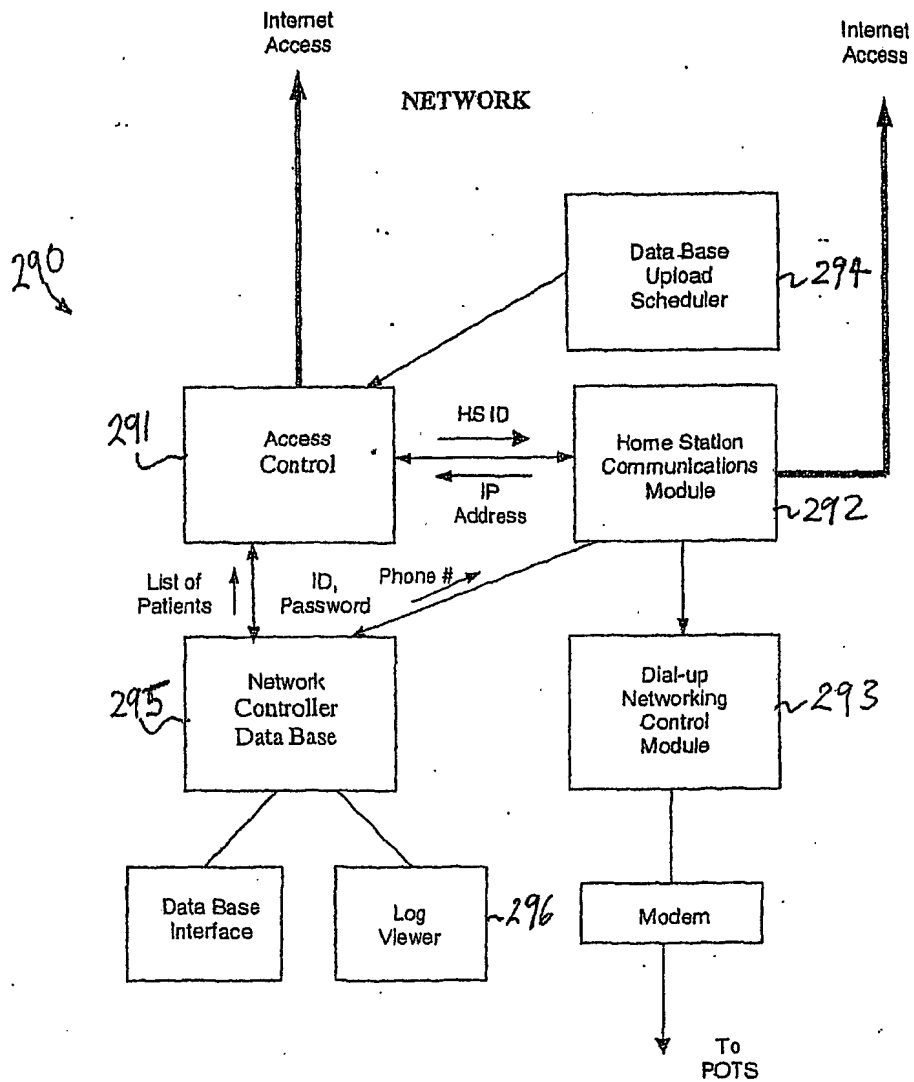 Internet
Access
Internet
Access
NETWORK
290
Data Base
Upload
Scheduler
294
291
Access
Control
HS ID
IP
Address
Home Station
Communications
Module
292
List of
Patients
ID,
Password
Phone #
295
Network
Controller
Data Base
Dial-up
Networking
Control
Module
293
Data Base
Interface
Log
Viewer
296
Modem
To
POTS